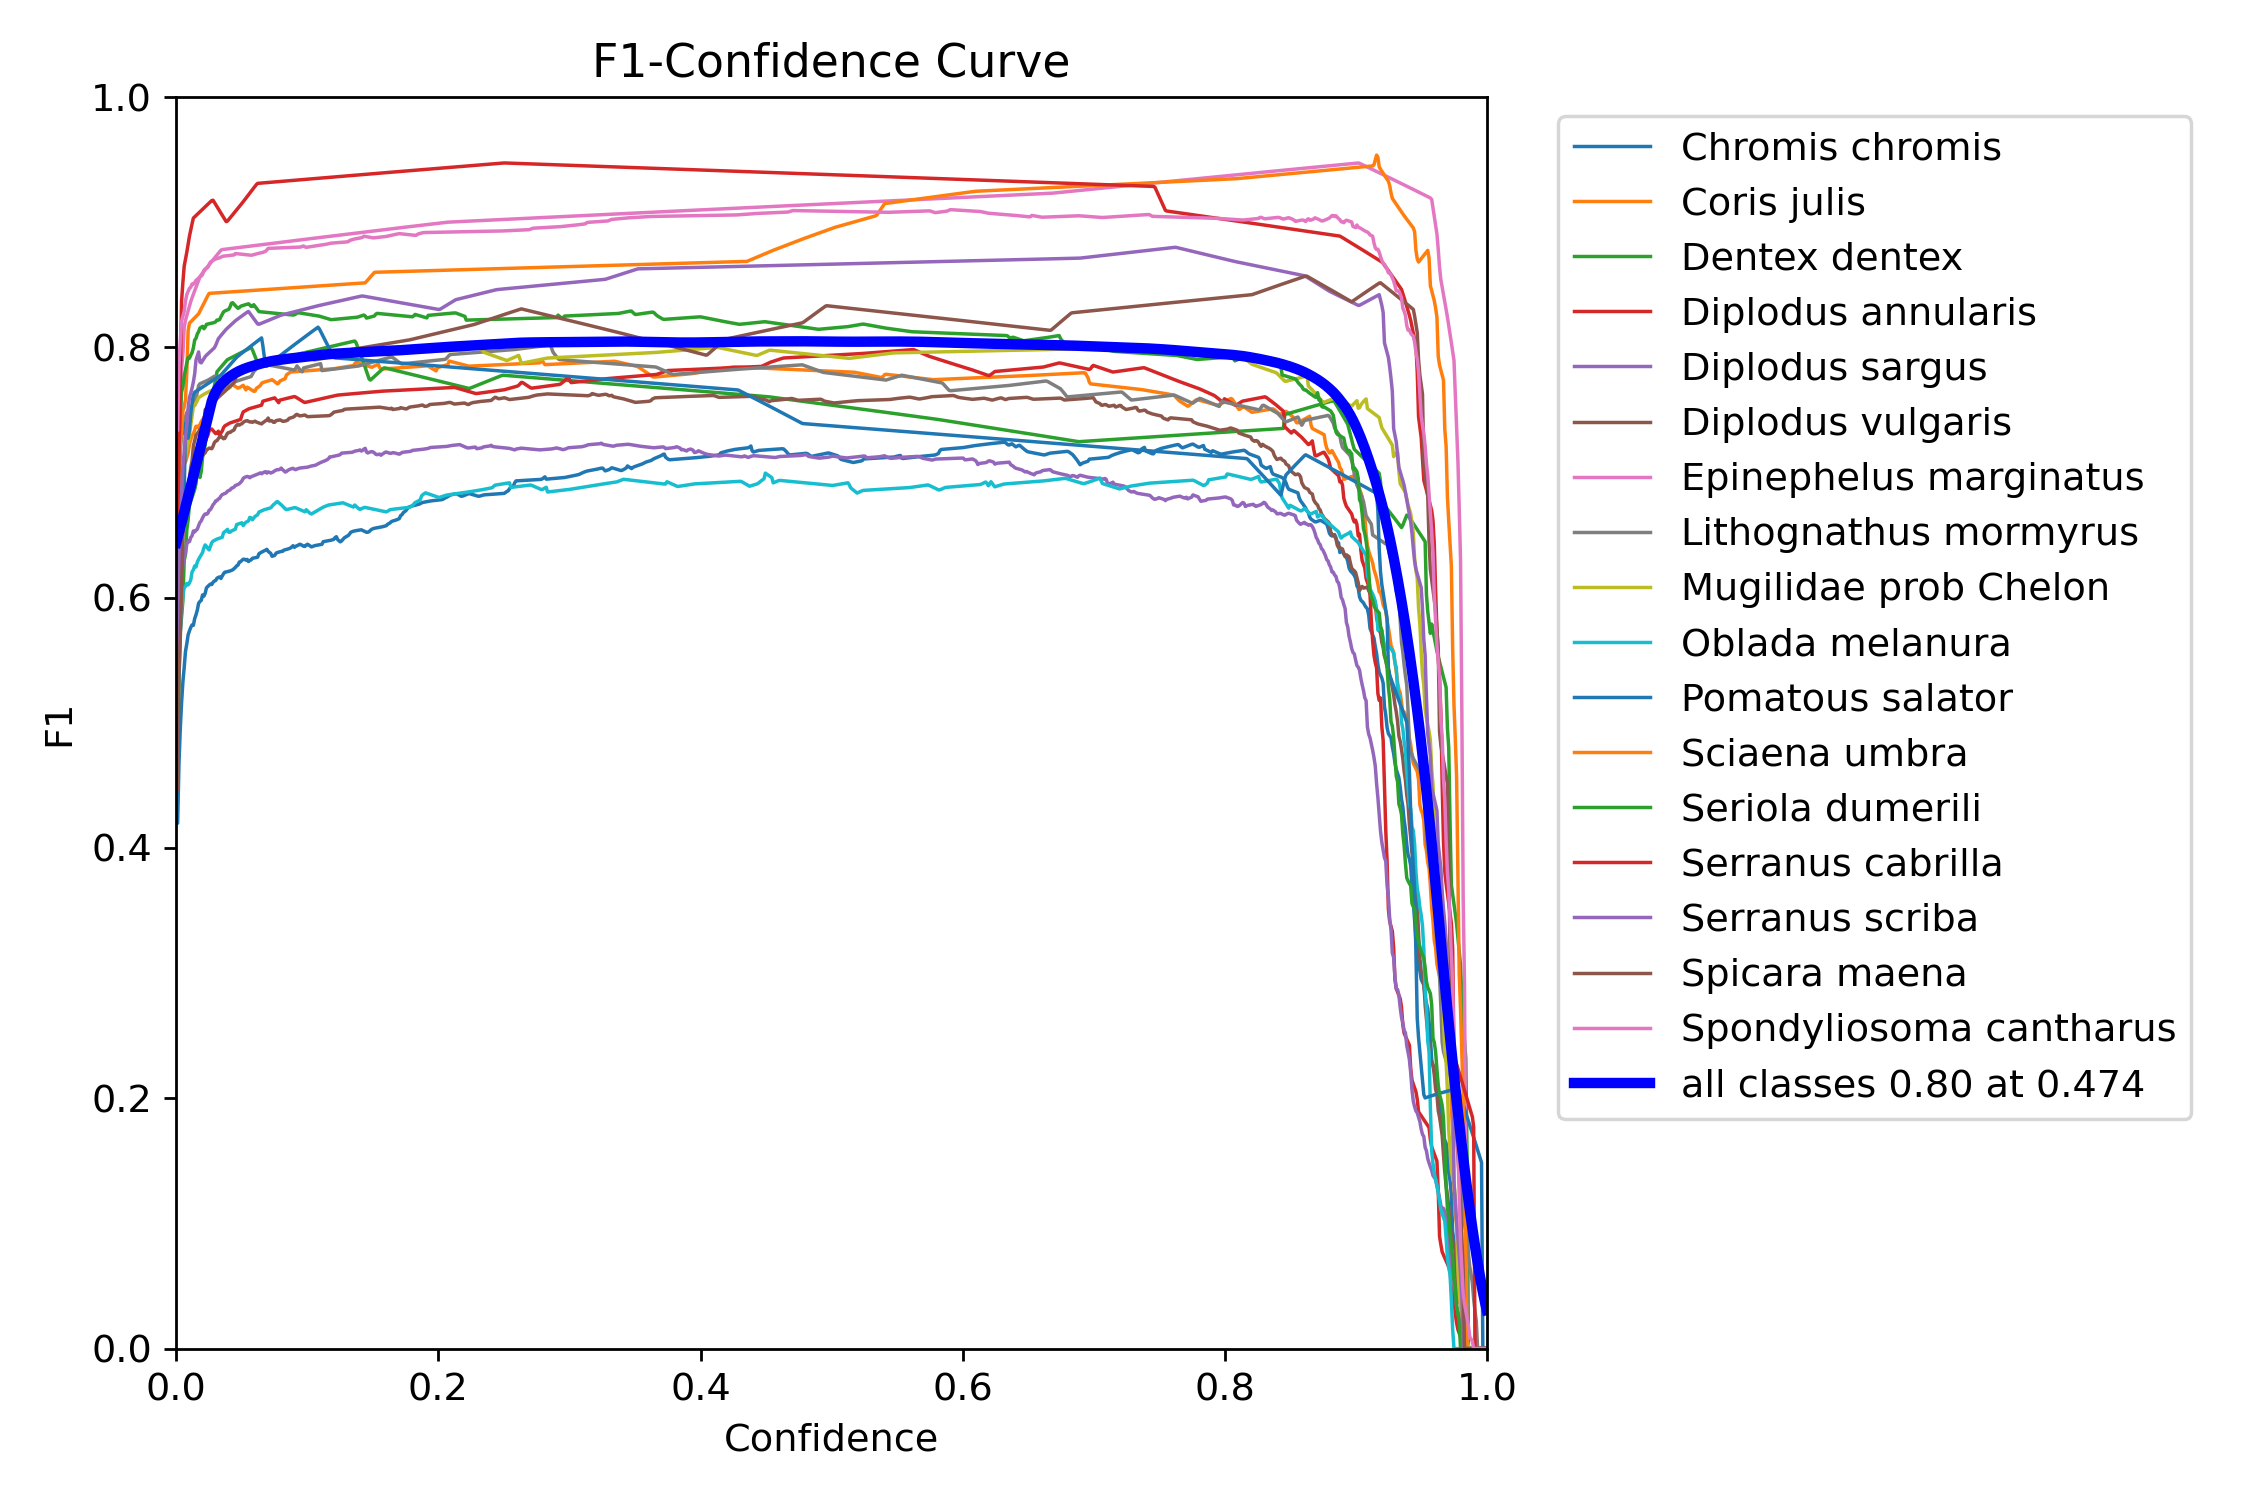 F1-Confidence Curve
1.0
0.8
0.6
0.4
0.2
0.0
F1
0.0 0.2 0.4 0.6 0.8 1.0
Confidence
Chromis chromis
Coris julis
Dentex dentex
Diplodus annularis
Diplodus sargus
Diplodus vulgaris
Epinephelus marginatus
Lithognathus mormyrus
Mugilidae prob Chelon
Oblada melanura
Pomatous salator
Sciaena umbra
Seriola dumerili
Serranus cabrilla
Serranus scriba
Spicara maena
Spondyliosoma cantharus
all classes 0.80 at 0.474